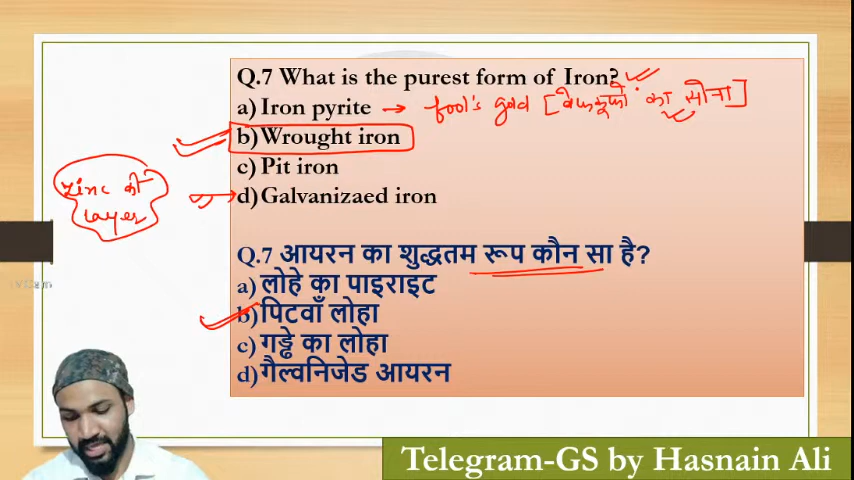 Q.7 What is the purest form of Iron?
a) Iron pyrite → fool's gold [बेवकूफो का सोना]
b) Wrought iron
c) Pit iron
zinc की
layer
d) Galvanizaed iron
Q.7 आयरन का शुद्धतम रूप कौन सा है?
a) लोहे का पाइराइट
b) पिटवाँ लोहा
c) गड्ढे का लोहा
d) गैल्वनिजेड आयरन
Telegram-GS by Hasnain Ali